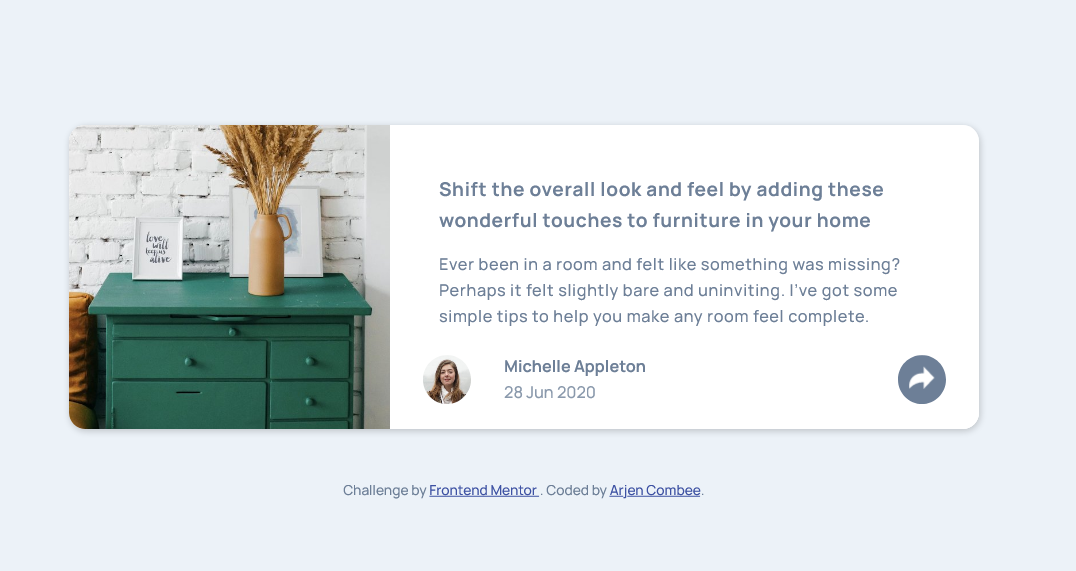 love
will
keep us
alive
Shift the overall look and feel by adding these
wonderful touches to furniture in your home
Ever been in a room and felt like something was missing?
Perhaps it felt slightly bare and uninviting. I've got some
simple tips to help you make any room feel complete.
Michelle Appleton
28 Jun 2020
Challenge by Frontend Mentor . Coded by Arjen Combee.